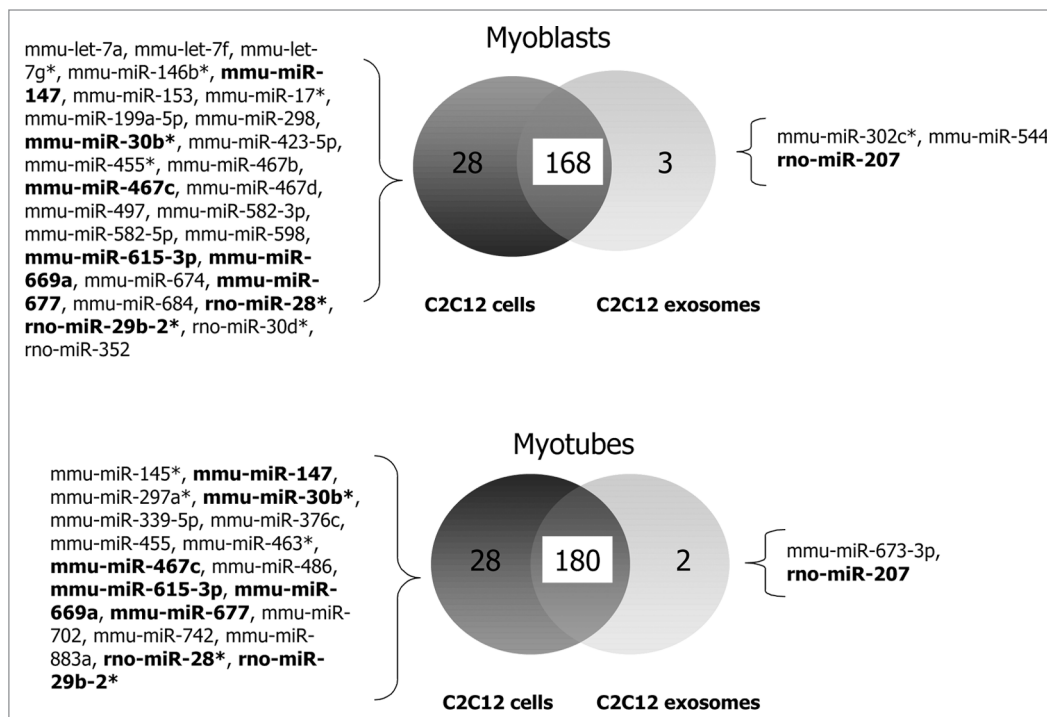 Myoblasts
mmu-let-7a, mmu-let-7f, mmu-let-
7g*, mmu-miR-146b*, mmu-miR-
147, mmu-miR-153, mmu-miR-17*,
mmu-miR-199a-5p, mmu-miR-298,
mmu-miR-30b*, mmu-miR-423-5p,
mmu-miR-455*, mmu-miR-467b,
mmu-miR-467c, mmu-miR-467d,
mmu-miR-497, mmu-miR-582-3p,
mmu-miR-582-5p, mmu-miR-598,
mmu-miR-615-3p, mmu-miR-
669a, mmu-miR-674, mmu-miR-
677, mmu-miR-684, rno-miR-28*,
rno-miR-29b-2*, rno-miR-30d*,
rno-miR-352
28
168
3
mmu-miR-302c*, mmu-miR-544
rno-miR-207
C2C12 cells
C2C12 exosomes
Myotubes
mmu-miR-145*, mmu-miR-147,
mmu-miR-297a*, mmu-miR-30b*,
mmu-miR-339-5p, mmu-miR-376c,
mmu-miR-455, mmu-miR-463*,
mmu-miR-467c, mmu-miR-486,
mmu-miR-615-3p, mmu-miR-
669a, mmu-miR-677, mmu-miR-
702, mmu-miR-742, mmu-miR-
883a, rno-miR-28*, rno-miR-
29b-2*
28
180
2
mmu-miR-673-3p,
rno-miR-207
C2C12 cells
C2C12 exosomes